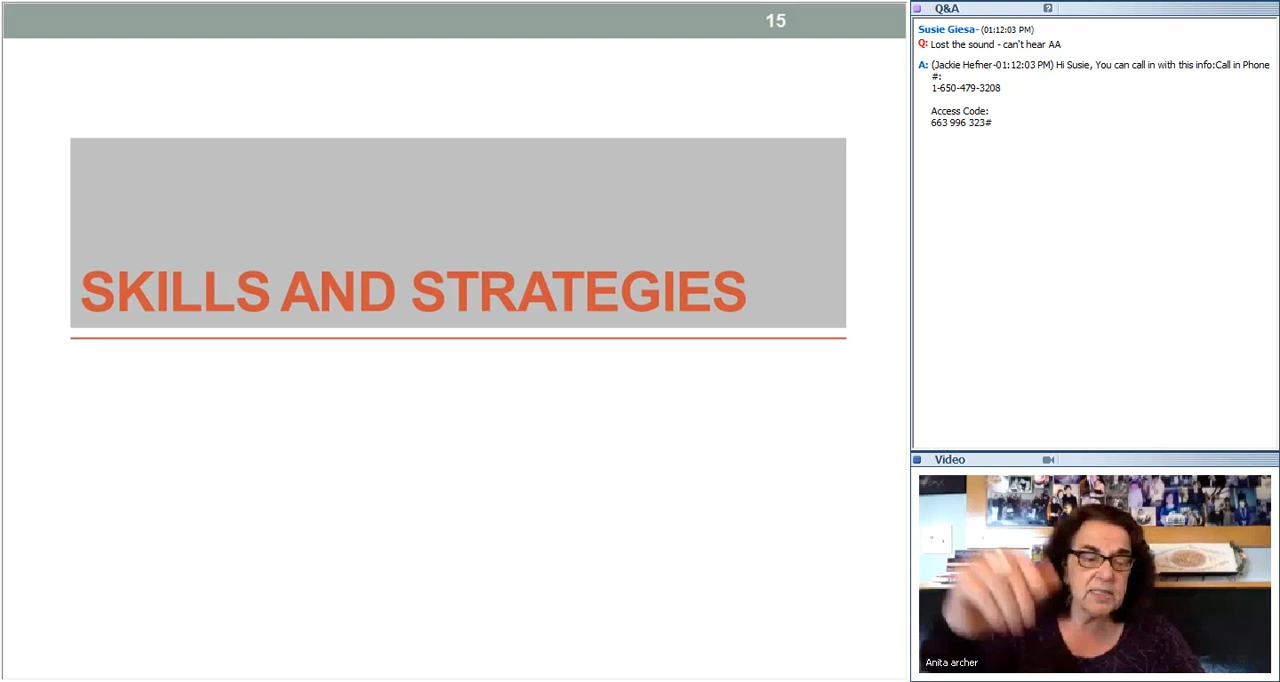 15
SKILLS AND STRATEGIES
Q&A
Susie Giesa- (01:12:03 PM)
Q: Lost the sound - can't hear AA
A: (Jackie Hefner-01:12:03 PM) Hi Susie, You can call in with this info:Call in Phone
#:
1-650-479-3208
Access Code:
663 996 323#
Video
Anita archer